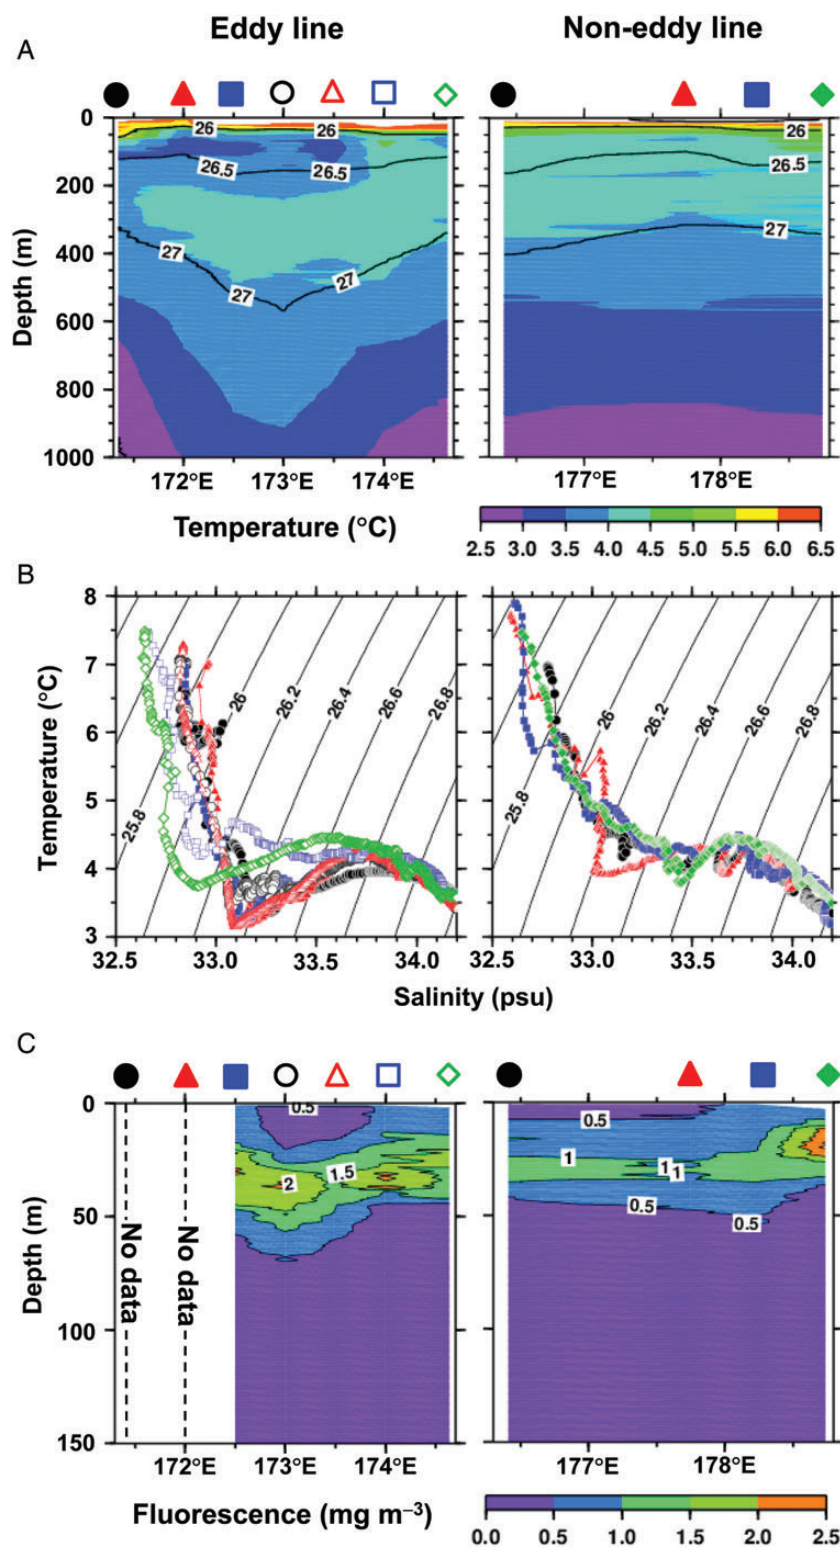 Eddy line Non-eddy line
A
0
200
400
600
800
1000
Depth (m)
26 26
26.5 26.5
27 27 27
26
26.5
27
172°E 173°E 174°E 177°E 178°E
Temperature (°C)
2.5 3.0 3.5 4.0 4.5 5.0 5.5 6.0 6.5
B
8
7
6
5
4
3
Temperature (°C)
25.8 26 26.2 26.4 26.6 26.8
25.8 26 26.2 26.4 26.6 26.8
32.5 33.0 33.5 34.0 32.5 33.0 33.5 34.0
Salinity (psu)
C
0
50
100
150
Depth (m)
No data No data
0.5
2 1.5
0.5
1 1 1
0.5 0.5
172°E 173°E 174°E 177°E 178°E
Fluorescence (mg m⁻³)
0.0 0.5 1.0 1.5 2.0 2.5